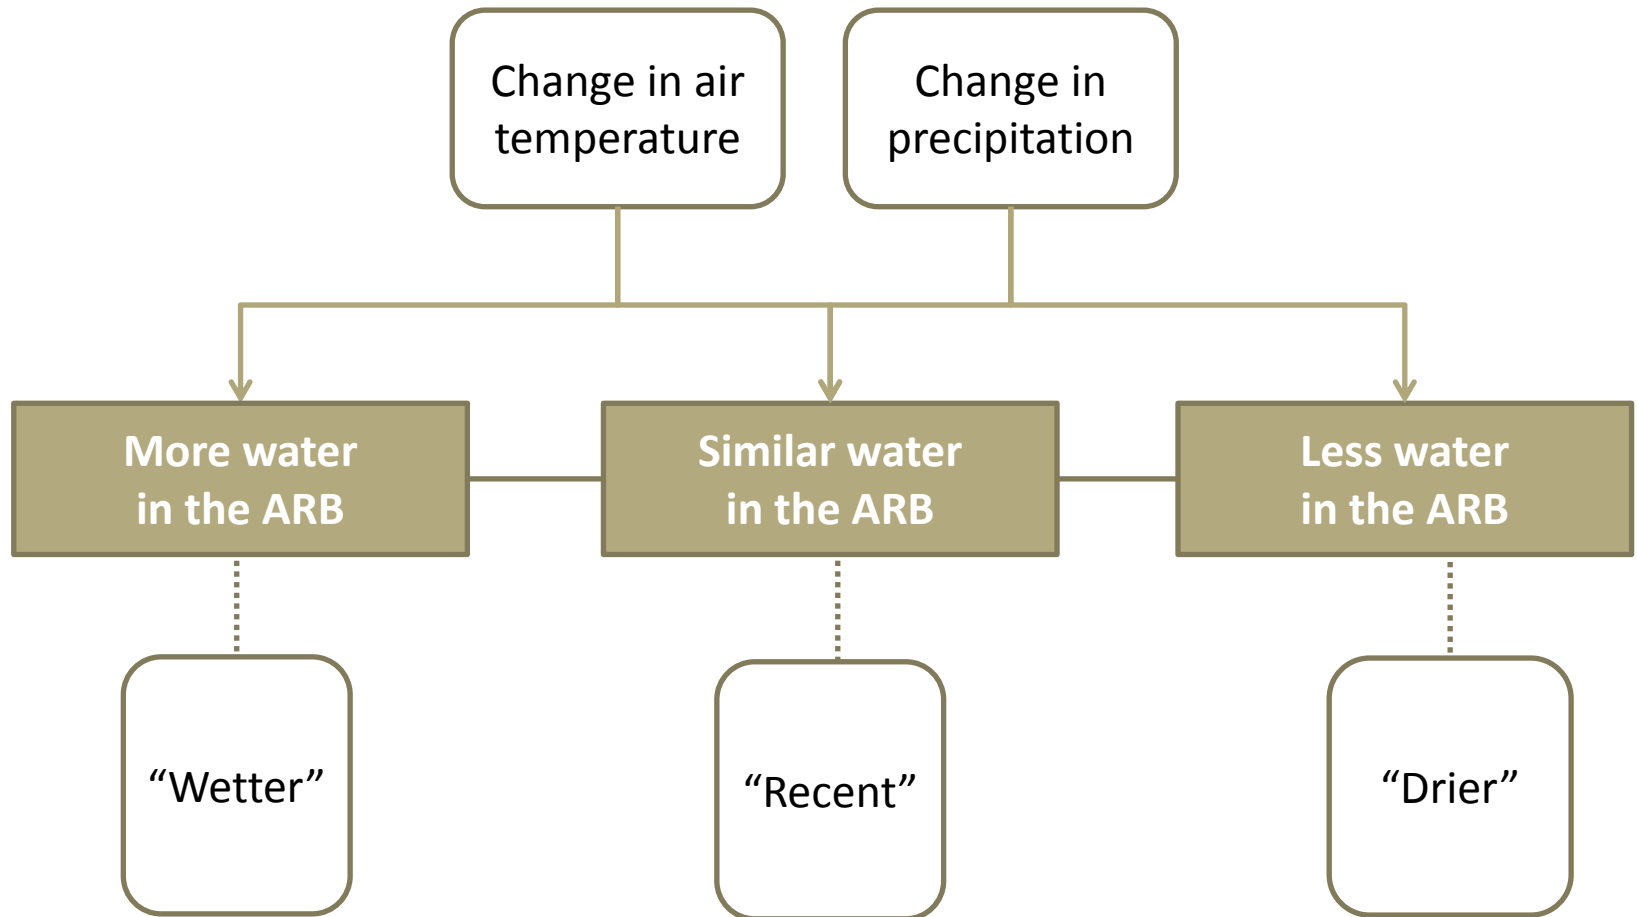 Change in air
temperature
Change in
precipitation
More water
in the ARB
Similar water
in the ARB
Less water
in the ARB
“Wetter”
“Recent”
“Drier”